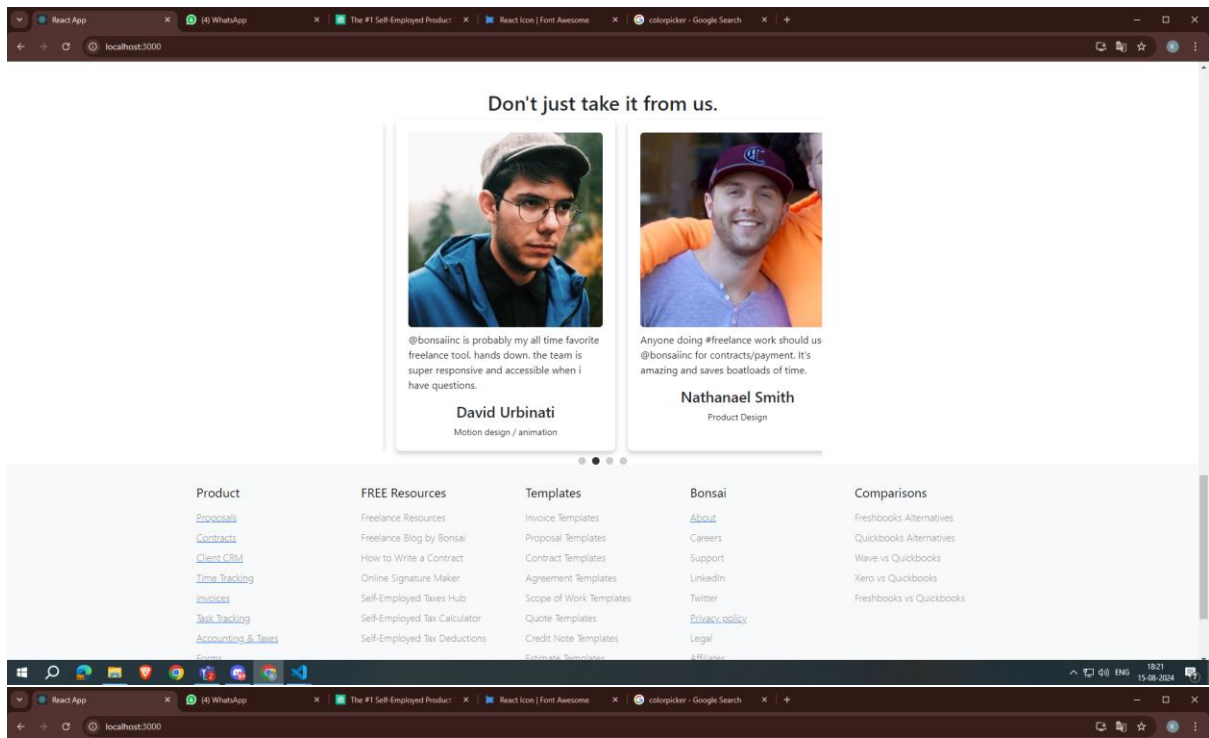 React App
(4) WhatsApp
The #1 Self-Employed Product
React Icon | Font Awesome
colorpicker - Google Search
localhost:3000
Don't just take it from us.
@bonsaiinc is probably my all time favorite
freelance tool. hands down. the team is
super responsive and accessible when i
have questions.
David Urbinati
Motion design / animation
Anyone doing #freelance work should us
@bonsaiinc for contracts/payment. It's
amazing and saves boatloads of time.
Nathanael Smith
Product Design
Product
Proposals
Contracts
Client CRM
Time Tracking
Invoices
Task Tracking
Accounting & Taxes
Forms
FREE Resources
Freelance Resources
Freelance Blog by Bonsai
How to Write a Contract
Online Signature Maker
Self-Employed Taxes Hub
Self-Employed Tax Calculator
Self-Employed Tax Deductions
Templates
Invoice Templates
Proposal Templates
Contract Templates
Agreement Templates
Scope of Work Templates
Quote Templates
Credit Note Templates
Estimate Templates
Bonsai
About
Careers
Support
LinkedIn
Twitter
Privacy policy
Legal
Affiliates
Comparisons
Freshbooks Alternatives
Quickbooks Alternatives
Wave vs Quickbooks
Xero vs Quickbooks
Freshbooks vs Quickbooks
ENG
18:21
15-08-2024
React App
(4) WhatsApp
The #1 Self-Employed Product
React Icon | Font Awesome
colorpicker - Google Search
localhost:3000